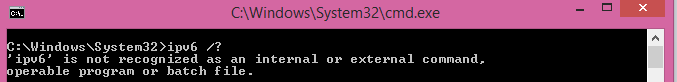 C:\Windows\System32\cmd.exe
C:\Windows\System32>ipv6 /?
'ipv6' is not recognized as an internal or external command,
operable program or batch file.